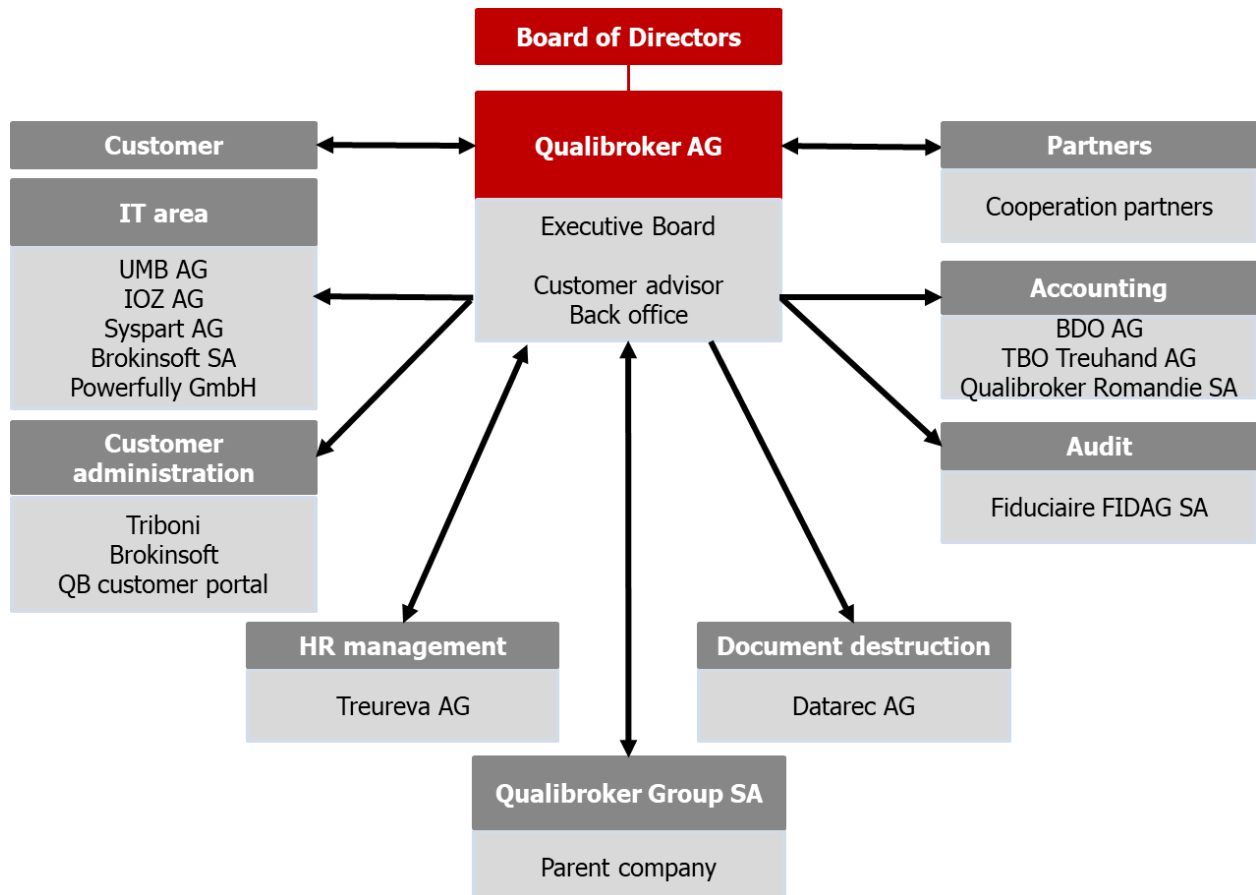 Board of Directors
Qualibroker AG
Executive Board
Customer advisor
Back office
Customer
IT area
UMB AG
IOZ AG
Syspart AG
Brokinsoft SA
Powerfully GmbH
Customer
administration
Triboni
Brokinsoft
QB customer portal
Partners
Cooperation partners
Accounting
BDO AG
TBO Treuhand AG
Qualibroker Romandie SA
Audit
Fiduciaire FIDAG SA
HR management
Treureva AG
Document destruction
Datarec AG
Qualibroker Group SA
Parent company